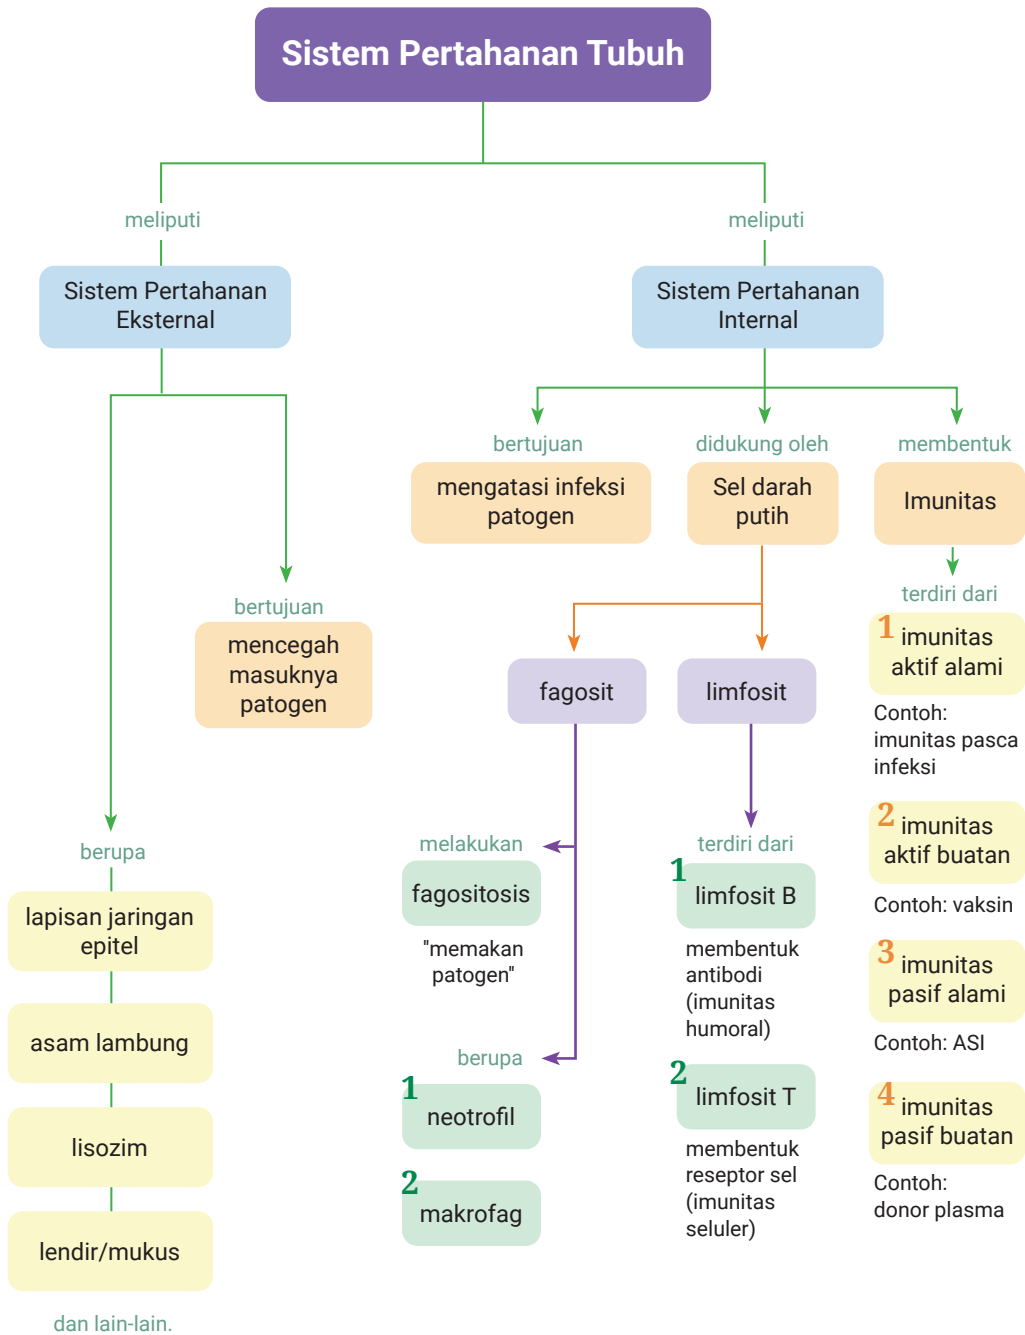 Sistem Pertahanan Tubuh
meliputi
Sistem Pertahanan
Eksternal
berupa
lapisan jaringan
epitel
asam lambung
lisozim
lendir/mukus
dan lain-lain.
bertujuan
mencegah
masuknya
patogen
meliputi
Sistem Pertahanan
Internal
bertujuan
mengatasi infeksi
patogen
didukung oleh
Sel darah
putih
fagosit
melakukan
fagositosis
"memakan
patogen"
berupa
1
neotrofil
2
makrofag
limfosit
terdiri dari
1
limfosit B
membentuk
antibodi
(imunitas
humoral)
2
limfosit T
membentuk
reseptor sel
(imunitas
seluler)
membentuk
Imunitas
terdiri dari
1 imunitas
aktif alami
Contoh:
imunitas pasca
infeksi
2 imunitas
aktif buatan
Contoh: vaksin
3 imunitas
pasif alami
Contoh: ASI
4 imunitas
pasif buatan
Contoh:
donor plasma